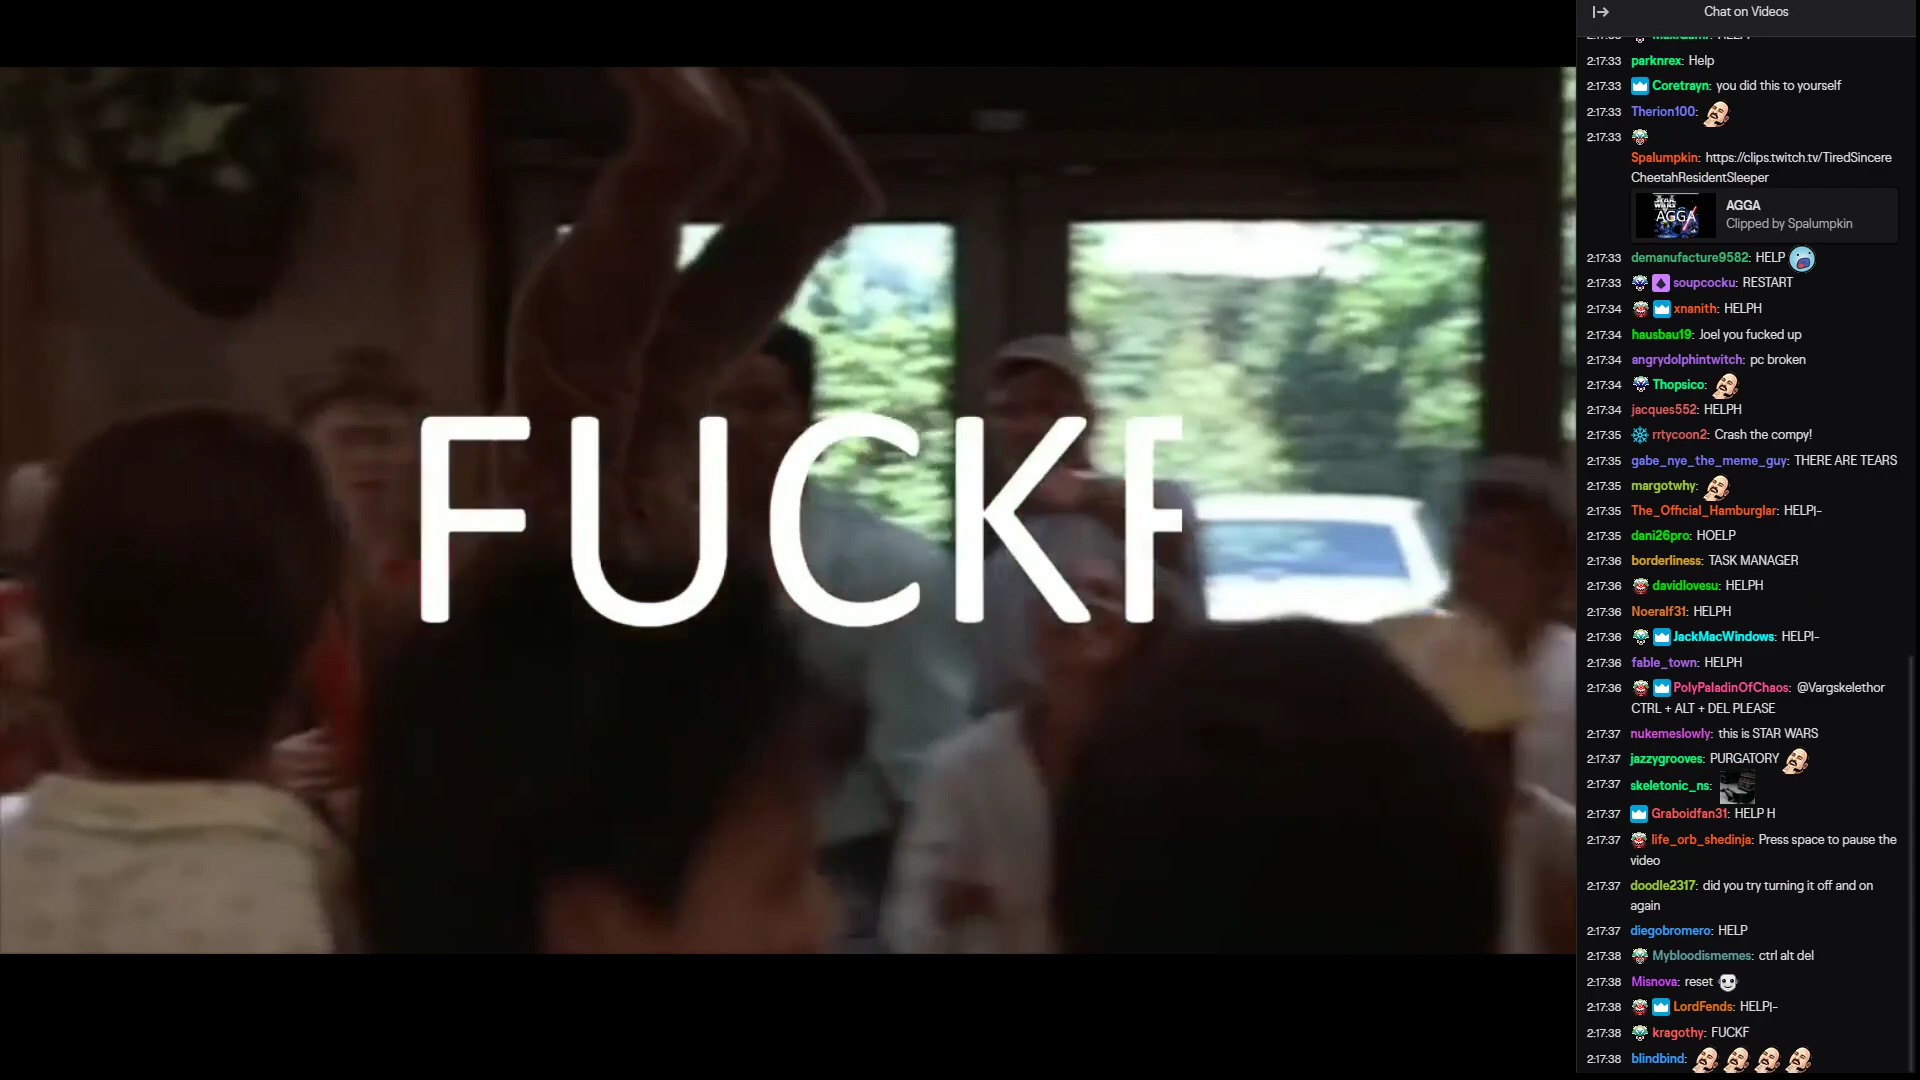 Chat on Videos
FUCKF
2:17:33 parknrex: Help
2:17:33 Coretrayn: you did this to yourself
2:17:33 Therion100:
2:17:33
Spalumpkin: https://clips.twitch.tv/TiredSincere
CheetahResidentSleeper
STAR WARS
AGGA
AGGA
Clipped by Spalumpkin
2:17:33 demanufacture9582: HELP
2:17:33 soupcocku: RESTART
2:17:34 xnanith: HELPH
2:17:34 hausbau19: Joel you fucked up
2:17:34 angrydolphintwitch: pc broken
2:17:34 Thopsico:
2:17:34 jacques552: HELPH
2:17:35 rrtycoon2: Crash the compy!
2:17:35 gabe_nye_the_meme_guy: THERE ARE TEARS
2:17:35 margotwhy:
2:17:35 The_Official_Hamburglar: HELP|-
2:17:35 dani26pro: HOELP
2:17:36 borderliness: TASK MANAGER
2:17:36 davidlovesu: HELPH
2:17:36 Noeralf31: HELPH
2:17:36 JackMacWindows: HELP|-
2:17:36 fable_town: HELPH
2:17:36 PolyPaladinOfChaos: @Vargskelethor
CTRL + ALT + DEL PLEASE
2:17:37 nukemeslowly: this is STAR WARS
2:17:37 jazzygrooves: PURGATORY
2:17:37 skeletonic_ns:
2:17:37 Graboidfan31: HELP H
2:17:37 life_orb_shedinja: Press space to pause the
video
2:17:37 doodle2317: did you try turning it off and on
again
2:17:37 diegobromero: HELP
2:17:38 Mybloodismemes: ctrl alt del
2:17:38 Misnova: reset
2:17:38 LordFends: HELP|-
2:17:38 kragothy: FUCKF
2:17:38 blindbind: